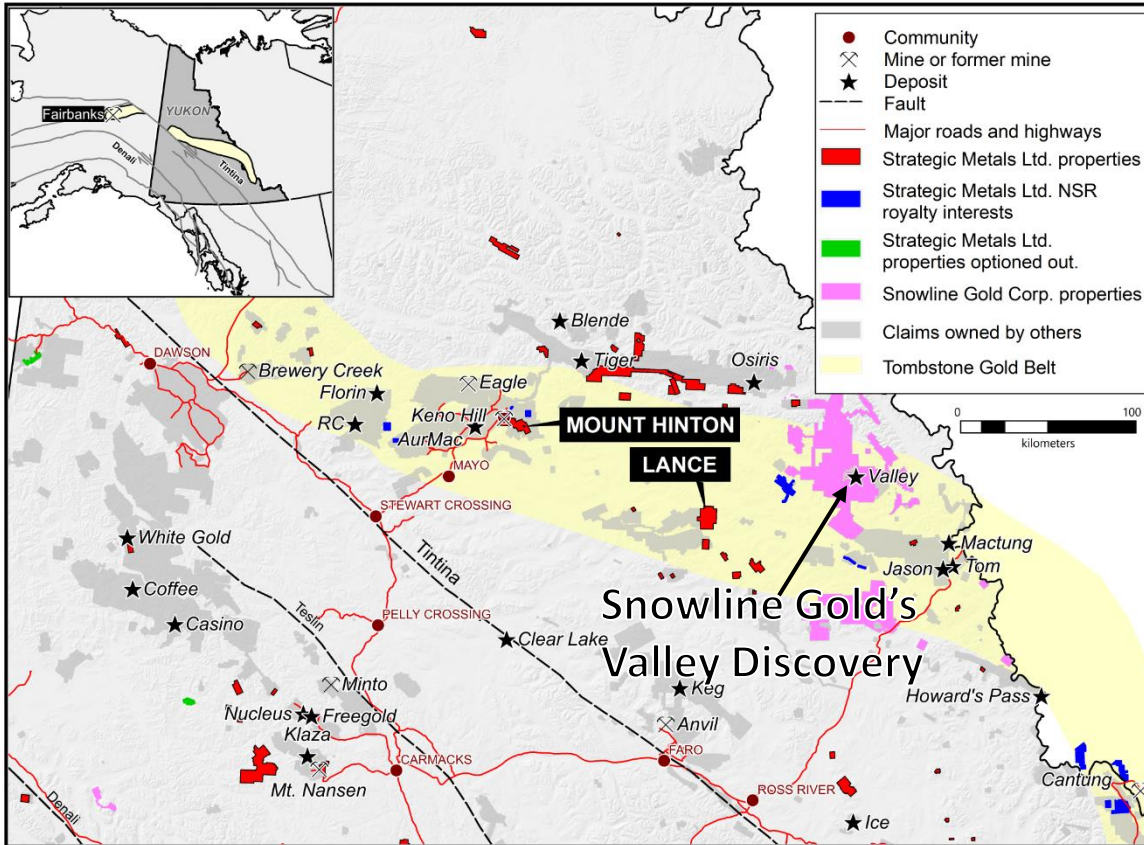 YUKON
Fairbanks
Denali
Tintina
Community
Mine or former mine
Deposit
Fault
Major roads and highways
Strategic Metals Ltd. properties
Strategic Metals Ltd. NSR
royalty interests
Strategic Metals Ltd.
properties optioned out.
Snowline Gold Corp. properties
Claims owned by others
Tombstone Gold Belt
0
100
kilometers
Blende
DAWSON
Tiger
Osiris
Brewery Creek
Eagle
Florin
Keno Hill
RC
AurMac
MOUNT HINTON
LANCE
MAYO
Valley
STEWART CROSSING
White Gold
Mactung
Tintina
Jason
Tom
Coffee
Snowline Gold's
Valley Discovery
Casino
Teslin
PELLY CROSSING
Clear Lake
Minto
Keg
Howard's Pass
Nucleus
Freegold
Anvil
Klaza
FARO
CARMACKS
Mt. Nansen
Cantung
Denali
ROSS RIVER
Ice